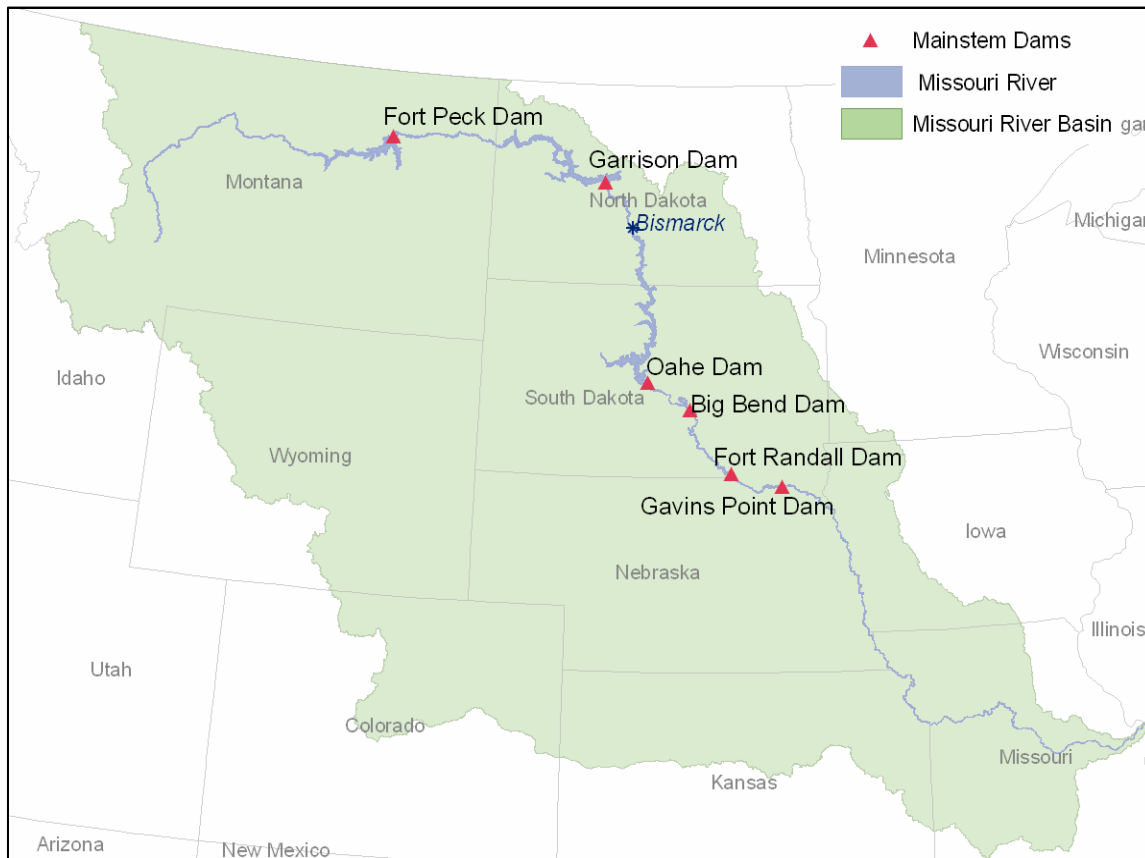 Mainstem Dams
Missouri River
Missouri River Basin
gar
Fort Peck Dam
Garrison Dam
Montana
North Dakota
Michigan
Bismarck
Minnesota
Wisconsin
Idaho
Oahe Dam
South Dakota
Big Bend Dam
Wyoming
Fort Randall Dam
Gavins Point Dam
Iowa
Nebraska
Illinois
Utah
Colorado
Missouri
Kansas
Arizona
New Mexico